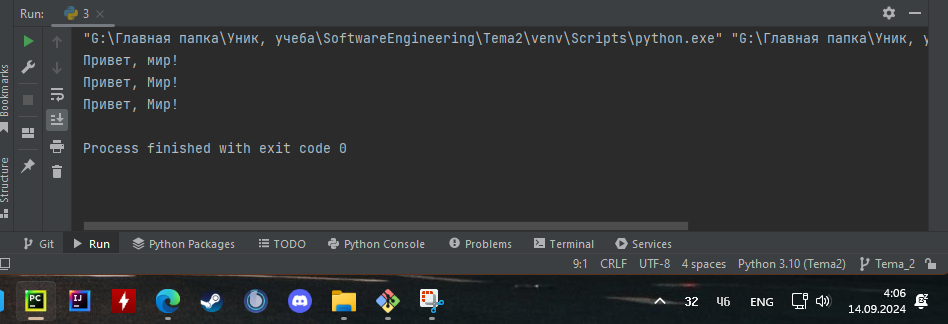 Run: 3
"G:\Главная папка\Уник, учеба\SoftwareEngineering\Tema2\venv\Scripts\python.exe" "G:\Главная папка\Уник, у
Привет, мир!
Привет, Мир!
Привет, Мир!
Process finished with exit code 0
Bookmarks
Structure
Git Run Python Packages TODO Python Console Problems Terminal Services
9:1 CRLF UTF-8 4 spaces Python 3.10 (Tema2) Tema_2
PC IJ 32 ENG 4:06
14.09.2024